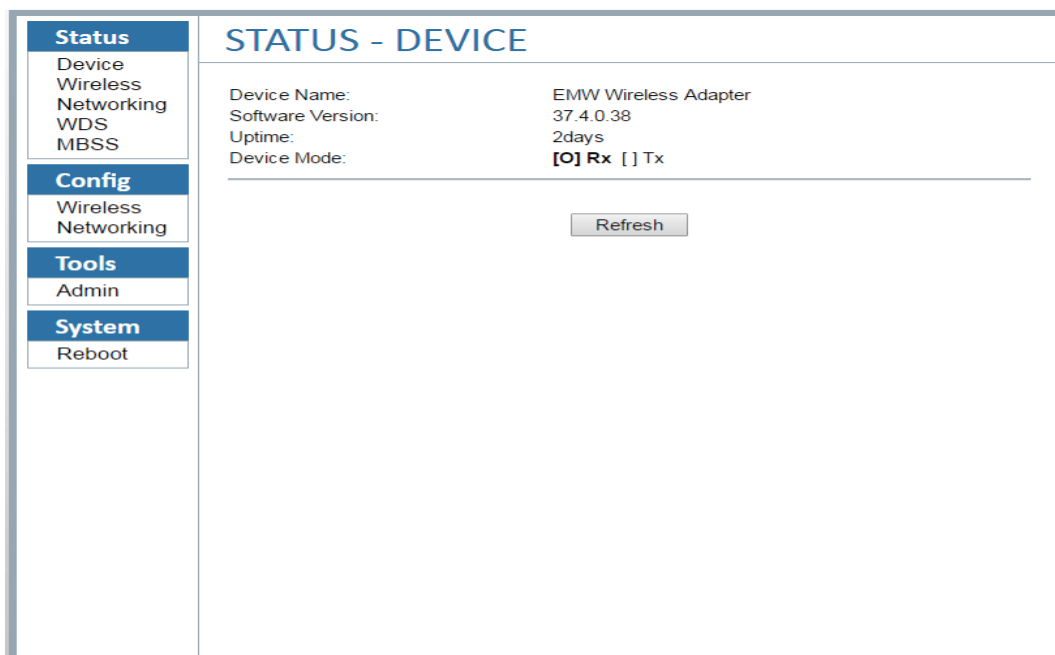 Status
Device
Wireless
Networking
WDS
MBSS
Config
Wireless
Networking
Tools
Admin
System
Reboot
STATUS - DEVICE
Device Name: EMW Wireless Adapter
Software Version: 37.4.0.38
Uptime: 2days
Device Mode: [O] Rx [ ] Tx
Refresh